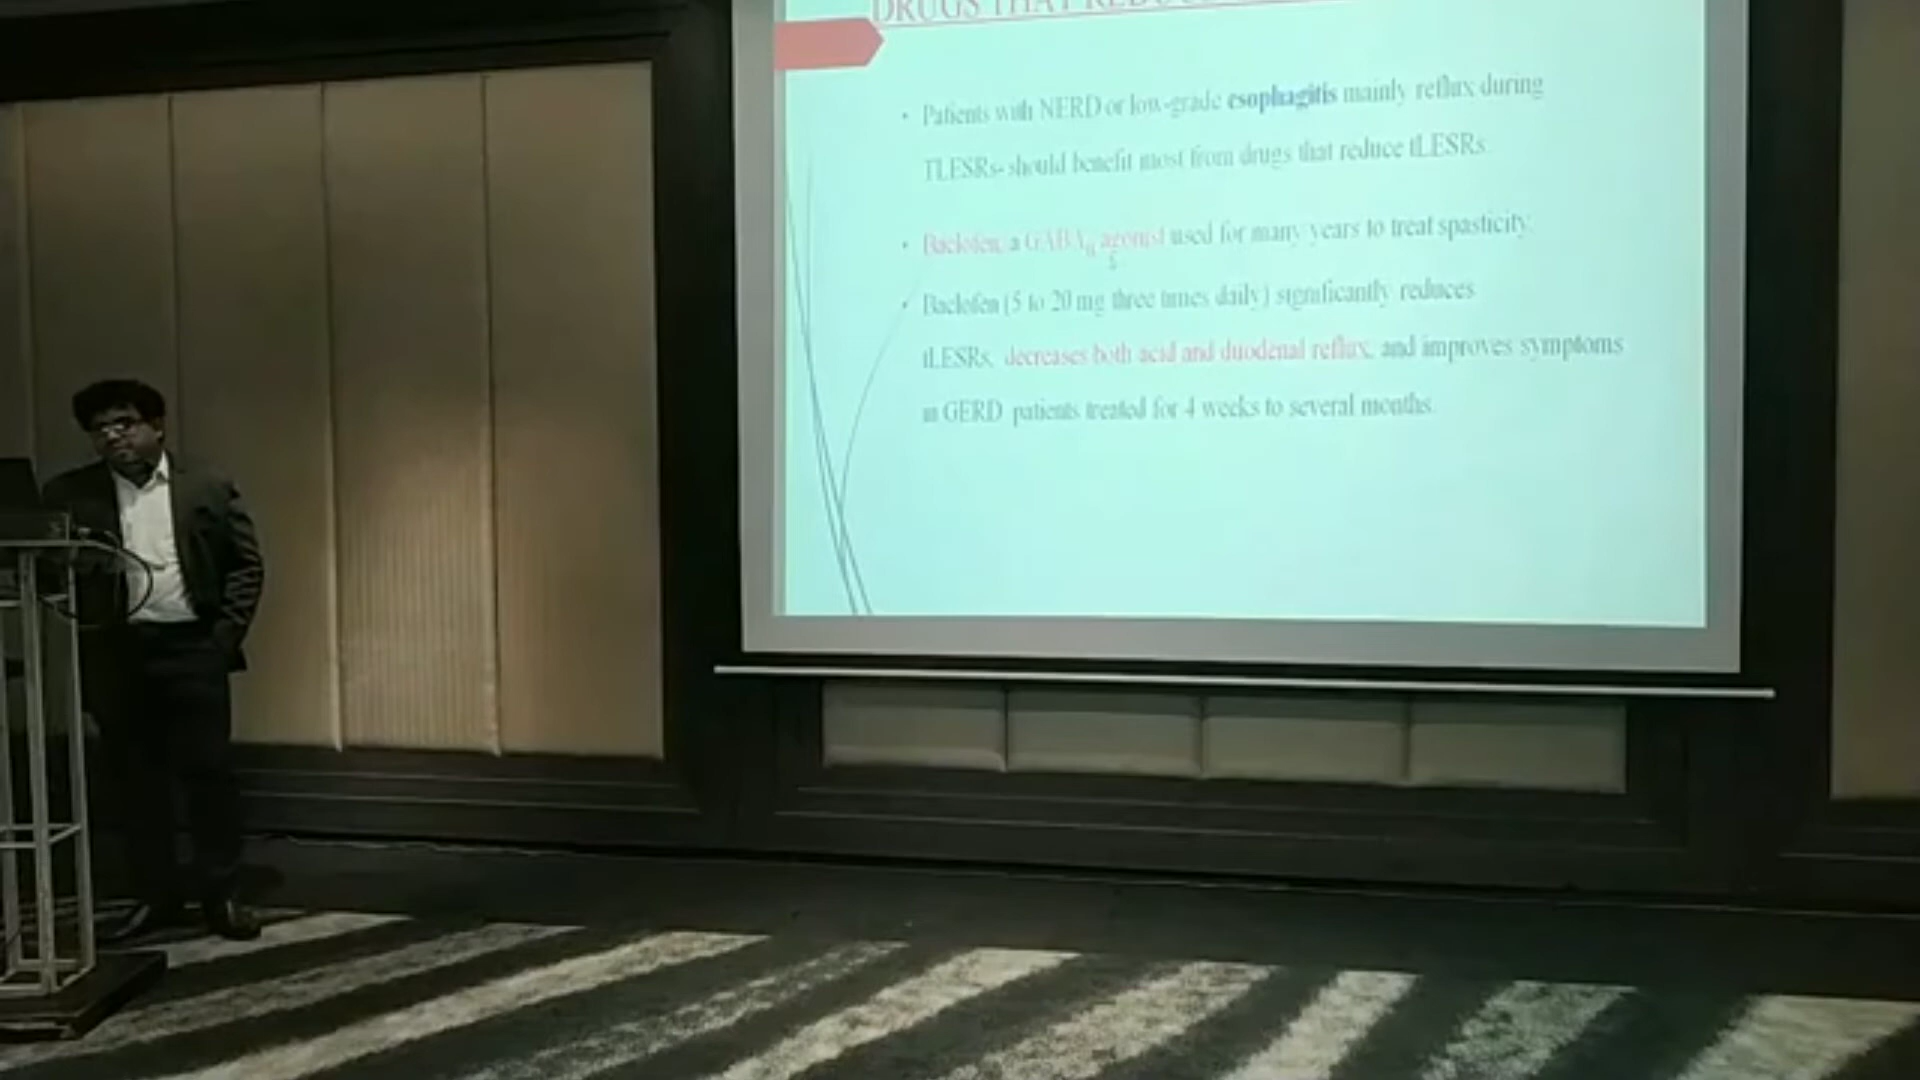 DRUGS THAT REDUCE
• Patients with NERD or low-grade esophagitis mainly reflux during
TLESRs- should benefit most from drugs that reduce tLESRs.
• Baclofen, a GABAB agonist used for many years to treat spasticity.
• Baclofen (5 to 20 mg three times daily) significantly reduces
tLESRs, decreases both acid and duodenal reflux, and improves symptoms
in GERD patients treated for 4 weeks to several months.